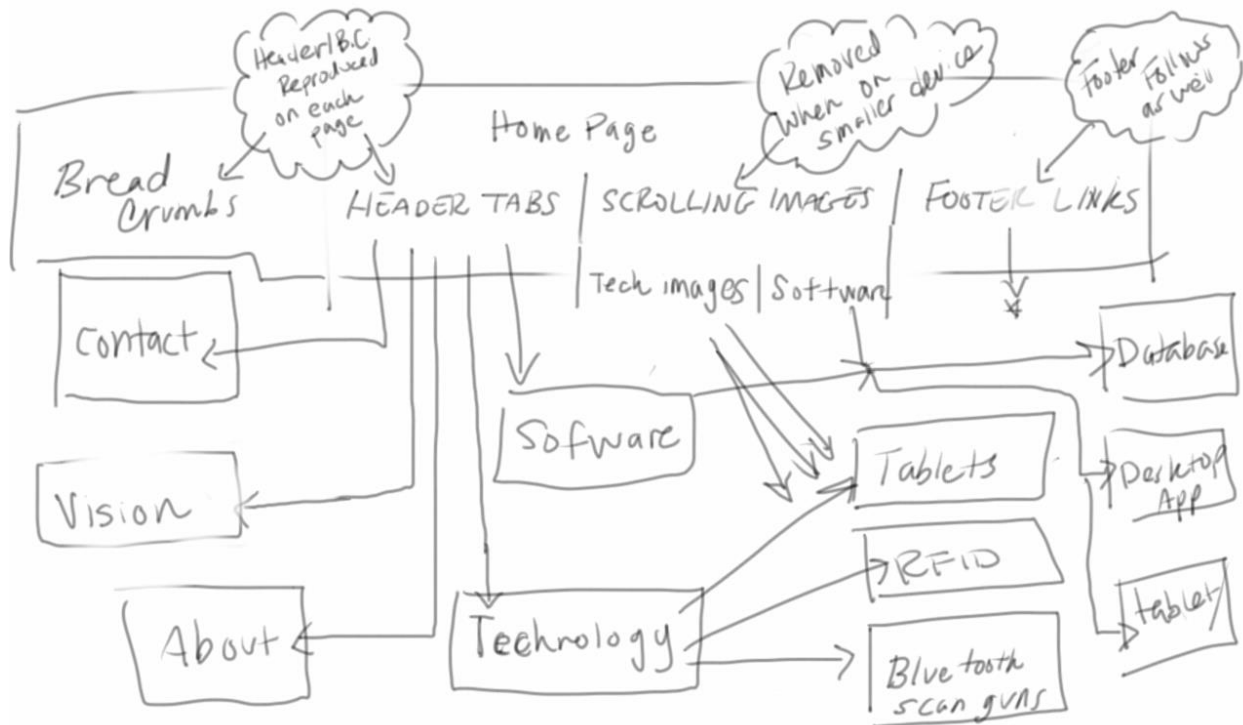 Header/B.C.
Reproduced
on each
page
Removed
when on
smaller device
Footer
Follows
as well
Home Page
Bread
Crumbs
HEADER TABS
SCROLLING IMAGES
FOOTER LINKS
Tech images | Software
Contact
Database
Sofware
Tablets
Desktop
App
Vision
RFID
Technology
tablet
About
Bluetooth
scan guns